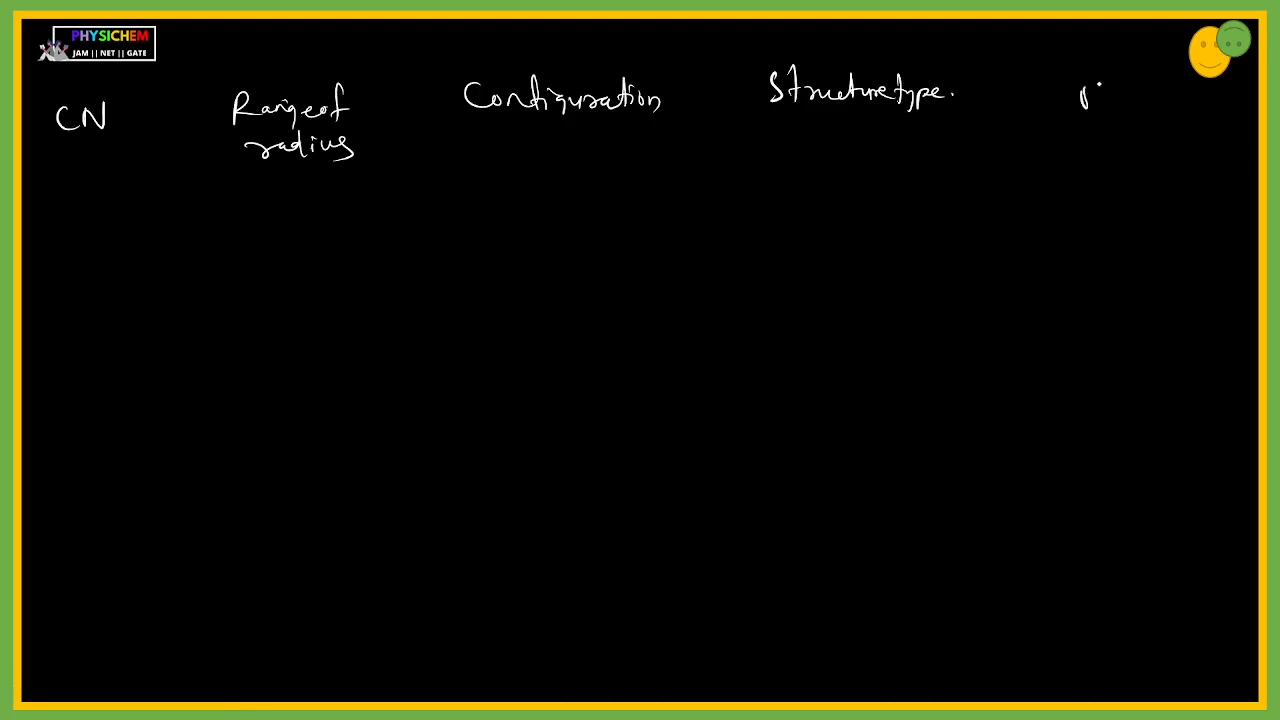 PHYSICHEM
JAM || NET || GATE
CN
Range of
radius
Configuration
Structure type.